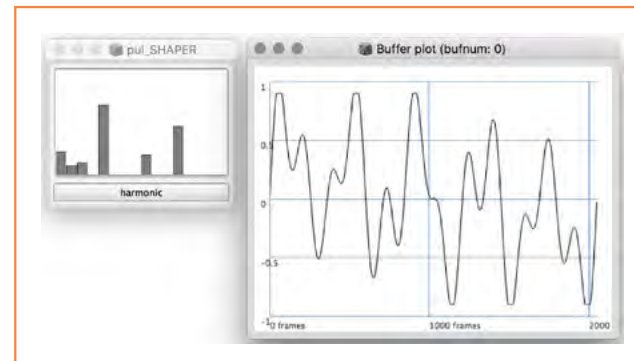 pul_SHAPER
harmonic
Buffer plot (bufnum: 0)
1
0.5
0
-0.5
-1
0 frames
1000 frames
2000